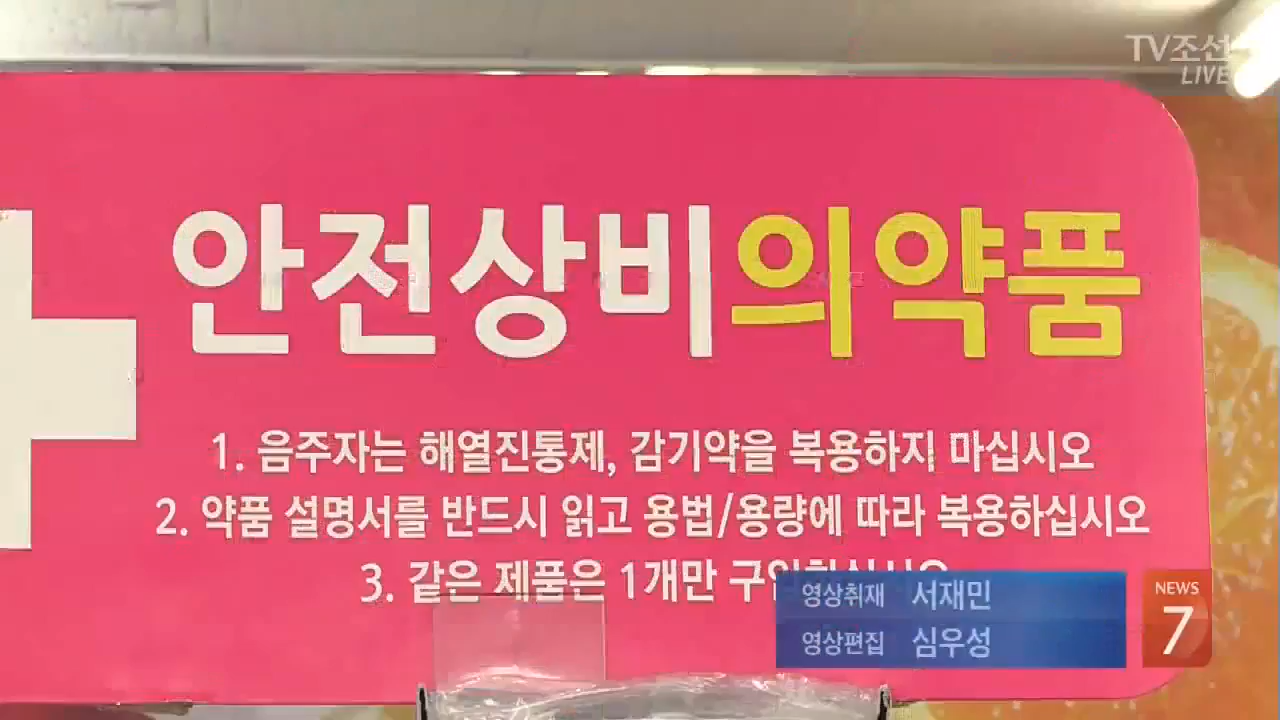 TV조선
LIVE
안전상비의약품
1. 음주자는 해열진통제, 감기약을 복용하지 마십시오
2. 약품 설명서를 반드시 읽고 용법/용량에 따라 복용하십시오
3. 같은 제품은 1개만
영상취재 서재민
영상편집 심우성
NEWS
7